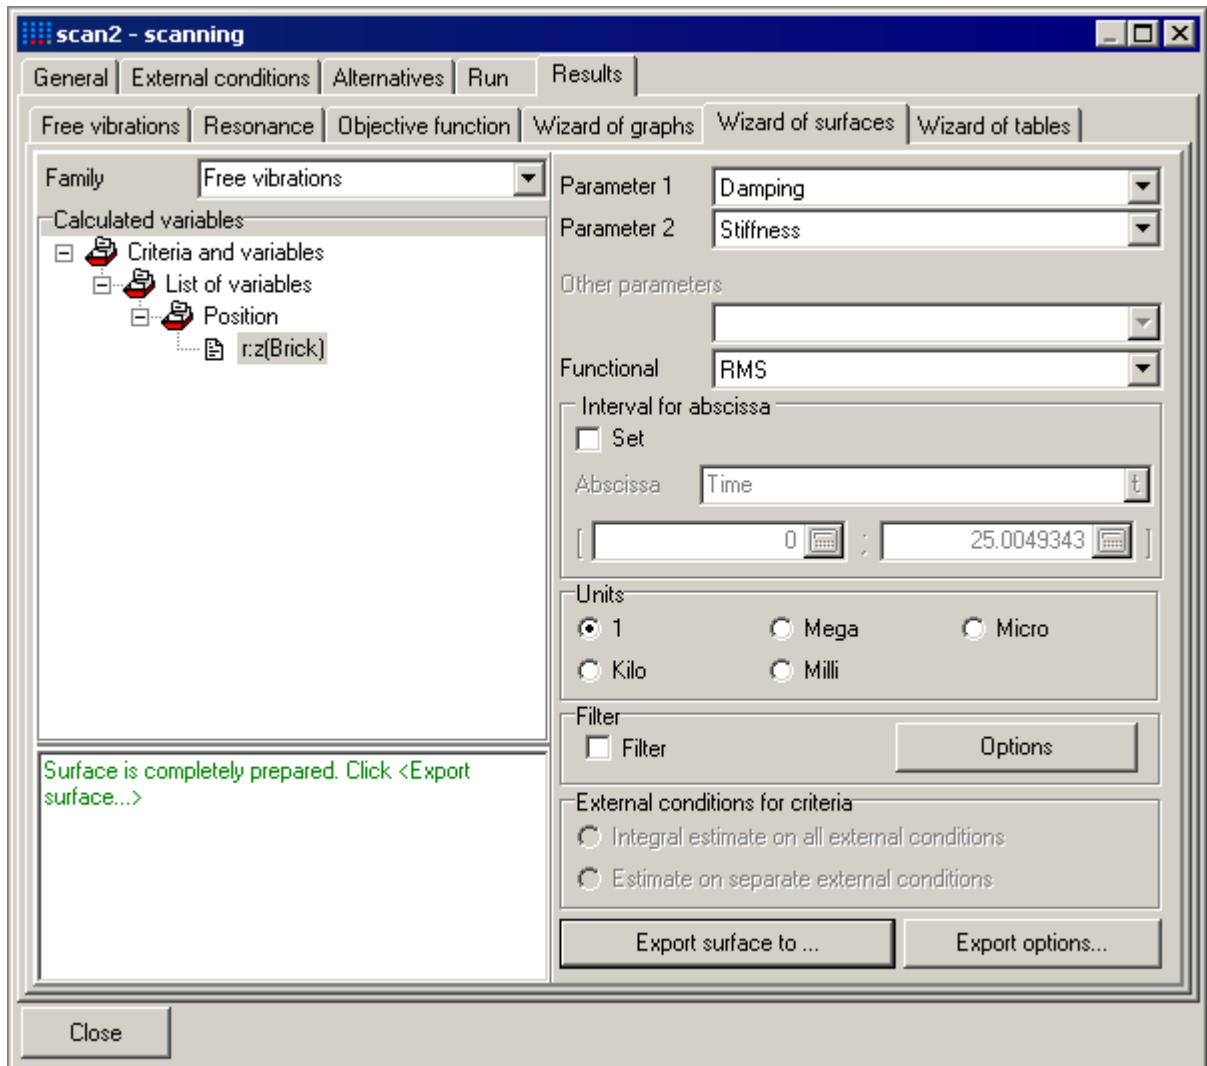 scan2 - scanning
General External conditions Alternatives Run Results
Free vibrations Resonance Objective function Wizard of graphs Wizard of surfaces Wizard of tables
Family Free vibrations
Calculated variables
Criteria and variables
List of variables
Position
r:z(Brick)
Surface is completely prepared. Click <Export
surface...>
Parameter 1 Damping
Parameter 2 Stiffness
Other parameters
Functional RMS
Interval for abscissa
Set
Abscissa Time t
[ 0 ; 25.0049343 ]
Units
1 Mega Micro
Kilo Milli
Filter
Filter Options
External conditions for criteria
Integral estimate on all external conditions
Estimate on separate external conditions
Export surface to ... Export options...
Close